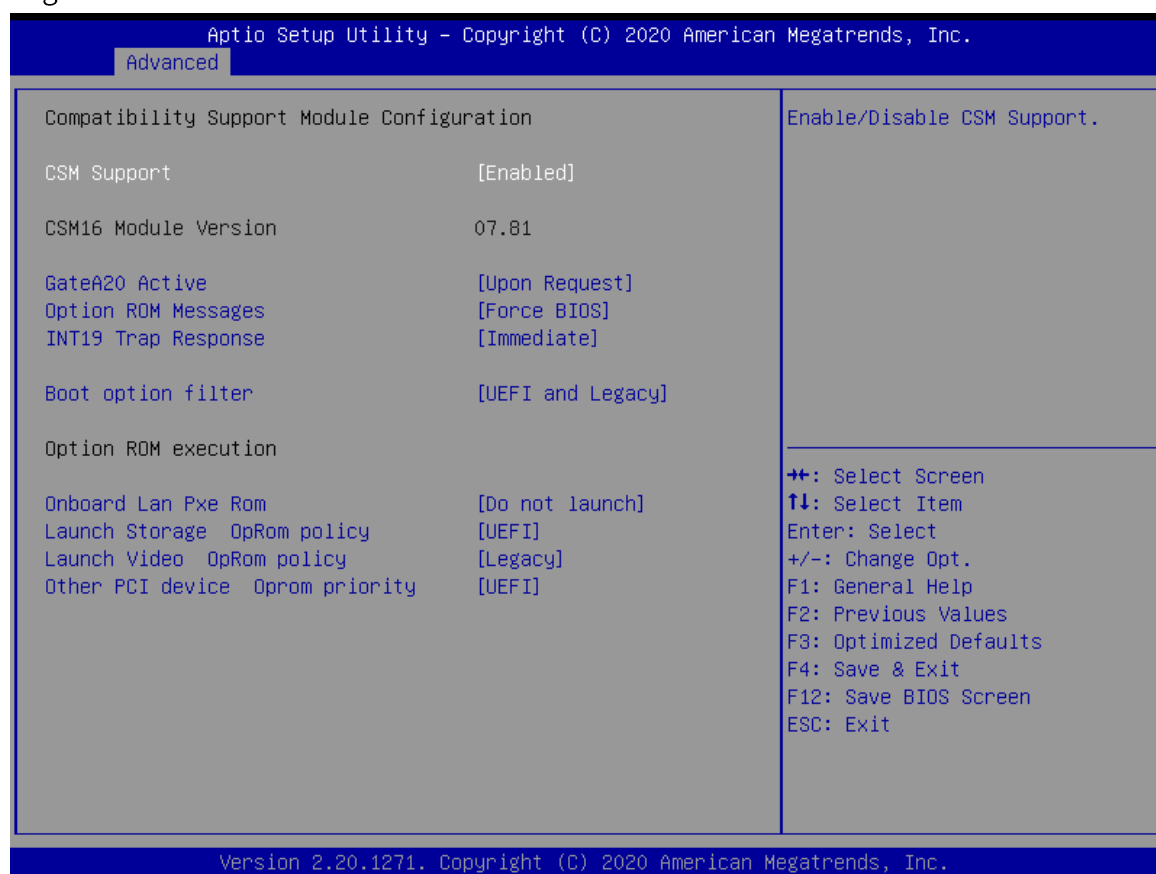 Aptio Setup Utility – Copyright (C) 2020 American Megatrends, Inc.
Advanced
Compatibility Support Module Configuration
CSM Support [Enabled]
CSM16 Module Version 07.81
GateA20 Active [Upon Request]
Option ROM Messages [Force BIOS]
INT19 Trap Response [Immediate]
Boot option filter [UEFI and Legacy]
Option ROM execution
Onboard Lan Pxe Rom [Do not launch]
Launch Storage OpRom policy [UEFI]
Launch Video OpRom policy [Legacy]
Other PCI device Oprom priority [UEFI]
Enable/Disable CSM Support.
→←: Select Screen
↑↓: Select Item
Enter: Select
+/-: Change Opt.
F1: General Help
F2: Previous Values
F3: Optimized Defaults
F4: Save & Exit
F12: Save BIOS Screen
ESC: Exit
Version 2.20.1271. Copyright (C) 2020 American Megatrends, Inc.